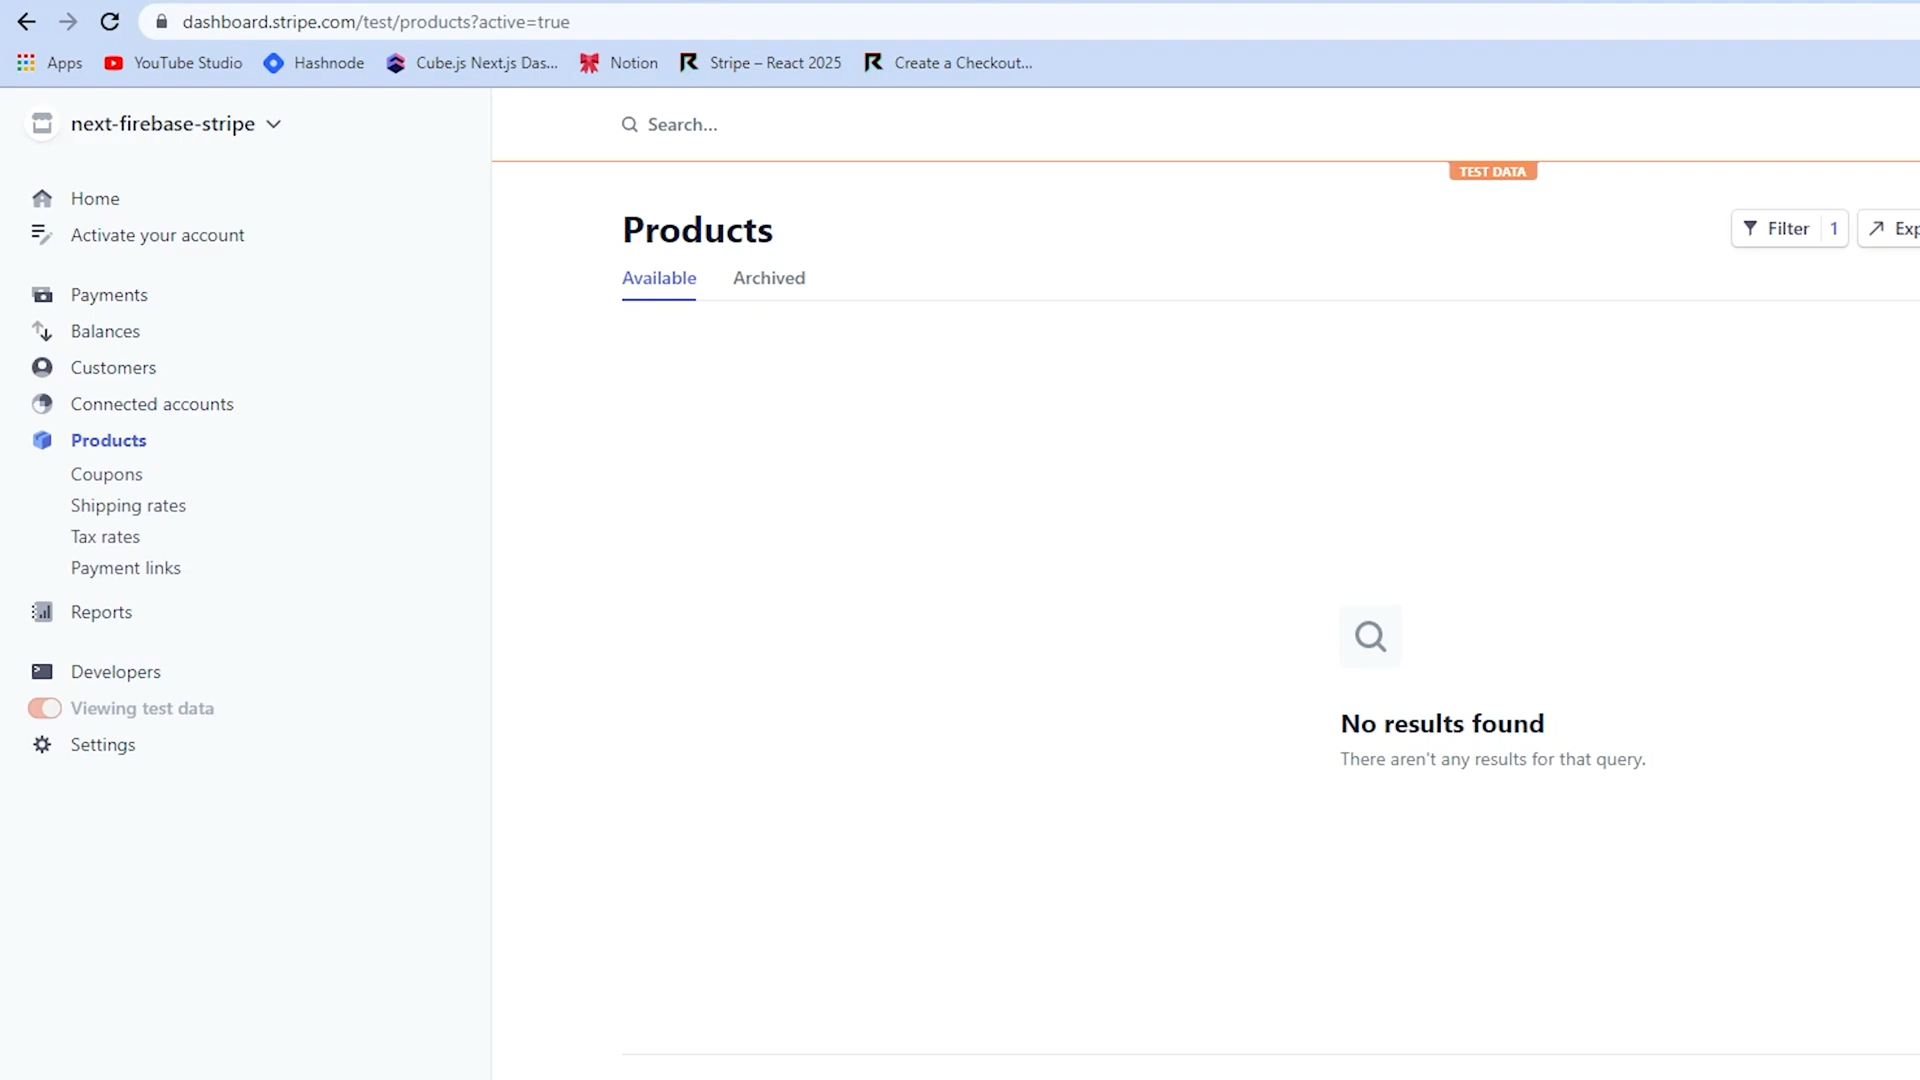 dashboard.stripe.com/test/products?active=true
Apps YouTube Studio Hashnode Cube.js Next.js Das... Notion Stripe – React 2025 Create a Checkout...
next-firebase-stripe
Search...
TEST DATA
Home
Activate your account
Payments
Balances
Customers
Connected accounts
Products
Coupons
Shipping rates
Tax rates
Payment links
Reports
Developers
Viewing test data
Settings
Products
Filter 1
Exp
Available Archived
No results found
There aren't any results for that query.